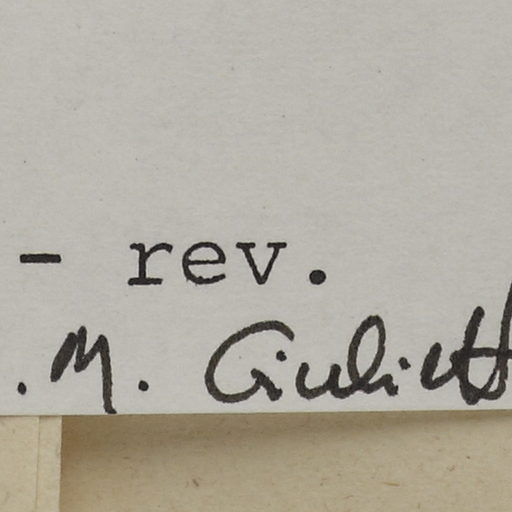 - rev.
. M. Giuliett